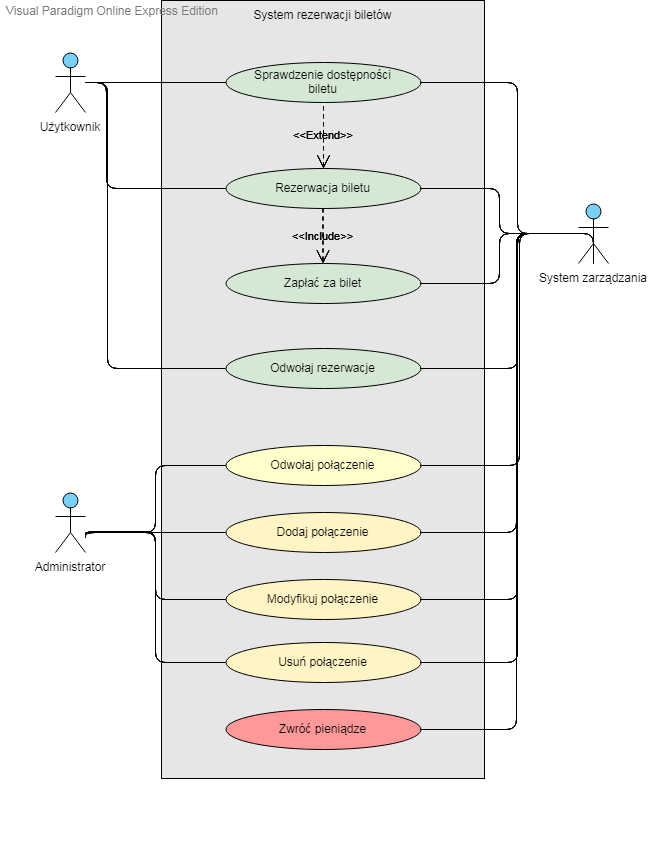 Visual Paradigm Online Express Edition
System rezerwacji biletów
Sprawdzenie dostępności
biletu
Użytkownik
<<Extend>>
Rezerwacja biletu
<<Include>>
System zarządzania
Zapłać za bilet
Odwołaj rezerwacje
Odwołaj połączenie
Dodaj połączenie
Administrator
Modyfikuj połączenie
Usuń połączenie
Zwróć pieniądze